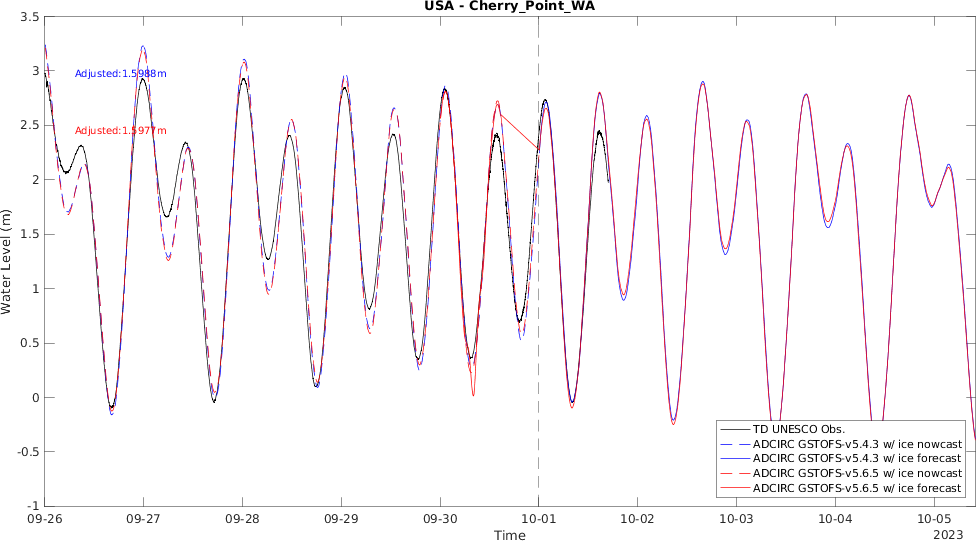 USA - Cherry_Point_WA
3.5
3
2.5
2
1.5
1
0.5
0
-0.5
-1
Water Level (m)
Adjusted:1.5988m
Adjusted:1.5977m
TD UNESCO Obs.
ADCIRC GSTOFS-v5.4.3 w/ ice nowcast
ADCIRC GSTOFS-v5.4.3 w/ ice forecast
ADCIRC GSTOFS-v5.6.5 w/ ice nowcast
ADCIRC GSTOFS-v5.6.5 w/ ice forecast
09-26 09-27 09-28 09-29 09-30 10-01 10-02 10-03 10-04 10-05
Time
2023